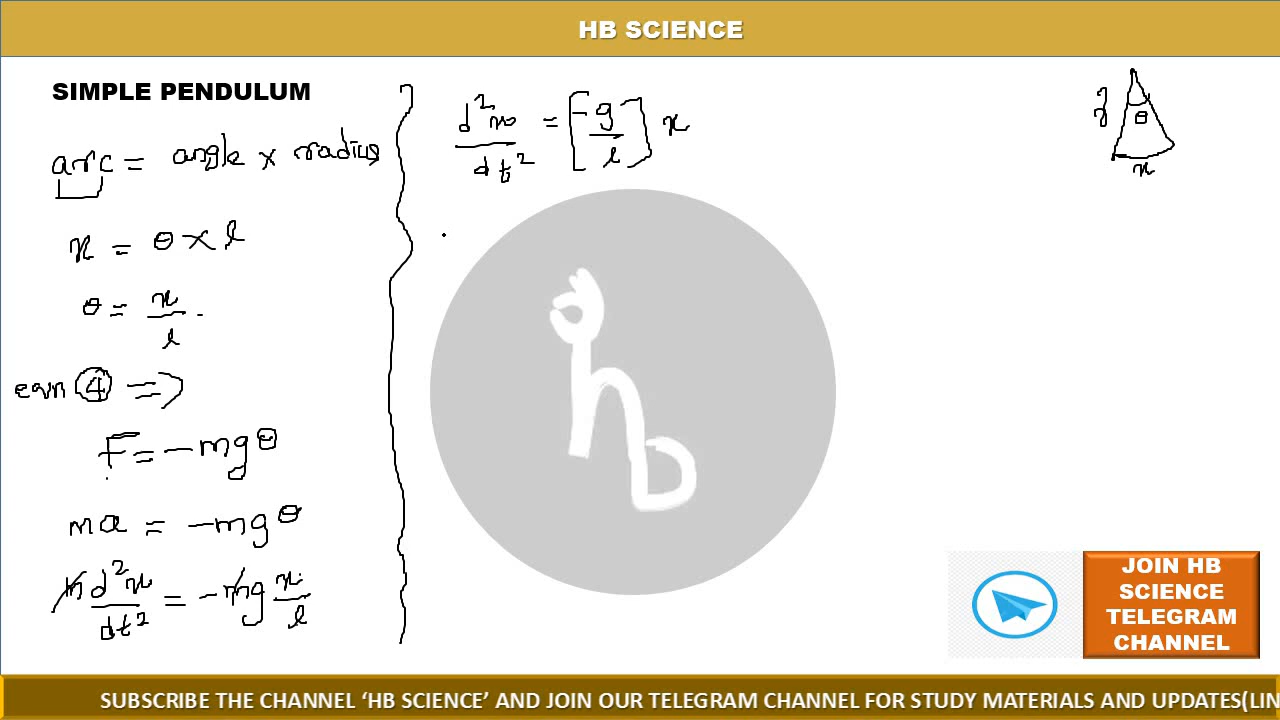 HB SCIENCE
SIMPLE PENDULUM
arc = angle × radius
x = θ × l
θ = x/l
eqn ④ =>
F = -mgθ
ma = -mgθ
m d²x/dt² = -mg x/l
d²x/dt² = [-g/l] x
l θ
x
hb
JOIN HB
SCIENCE
TELEGRAM
CHANNEL
SUBSCRIBE THE CHANNEL ‘HB SCIENCE’ AND JOIN OUR TELEGRAM CHANNEL FOR STUDY MATERIALS AND UPDATES(LIN